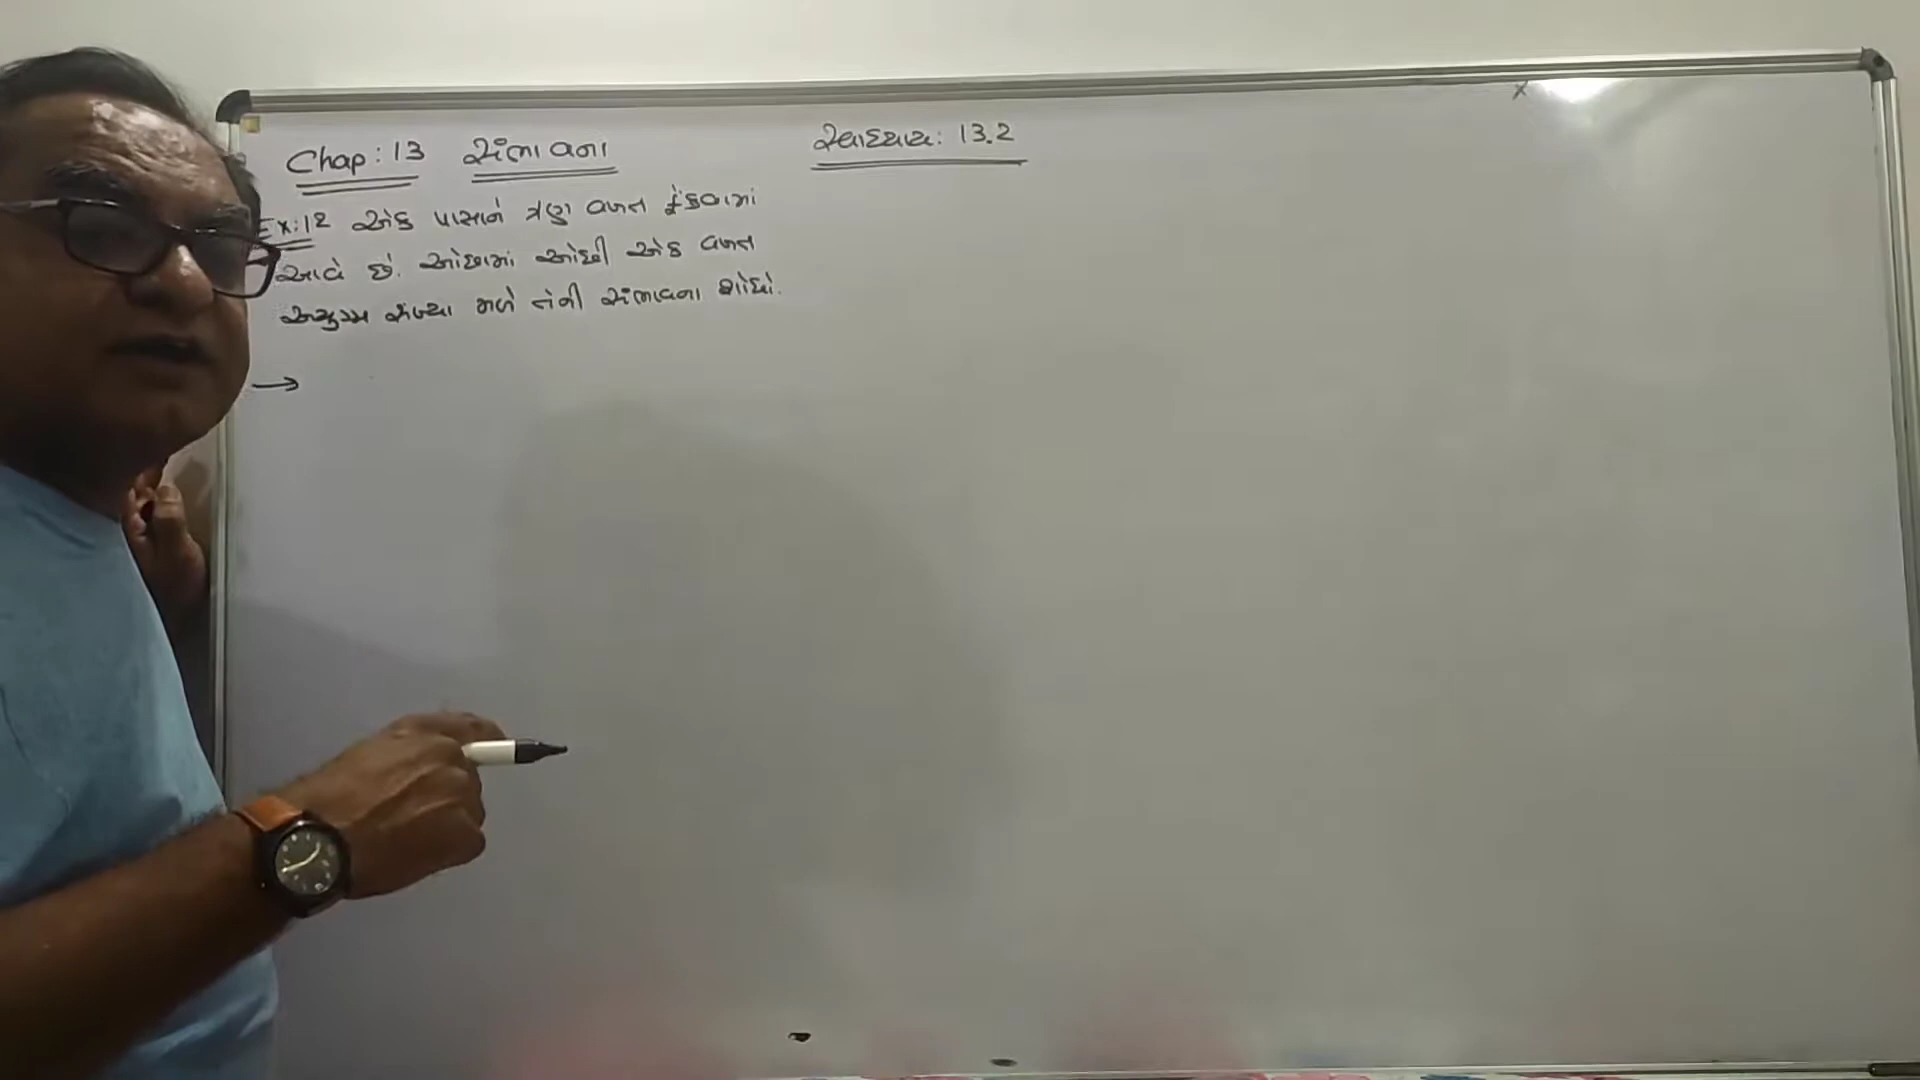 Chap: 13 સંભાવના
સ્વાધ્યાય: 13.2
Ex:12 એક પાસાને ત્રણ વખત ફેંકવામાં
આવે છે. ઓછામાં ઓછી એક વખત
અયુગ્મ સંખ્યા મળે તેની સંભાવના શોધો.
→
x